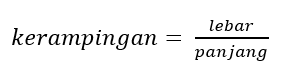 kerampingan = lebar / panjang